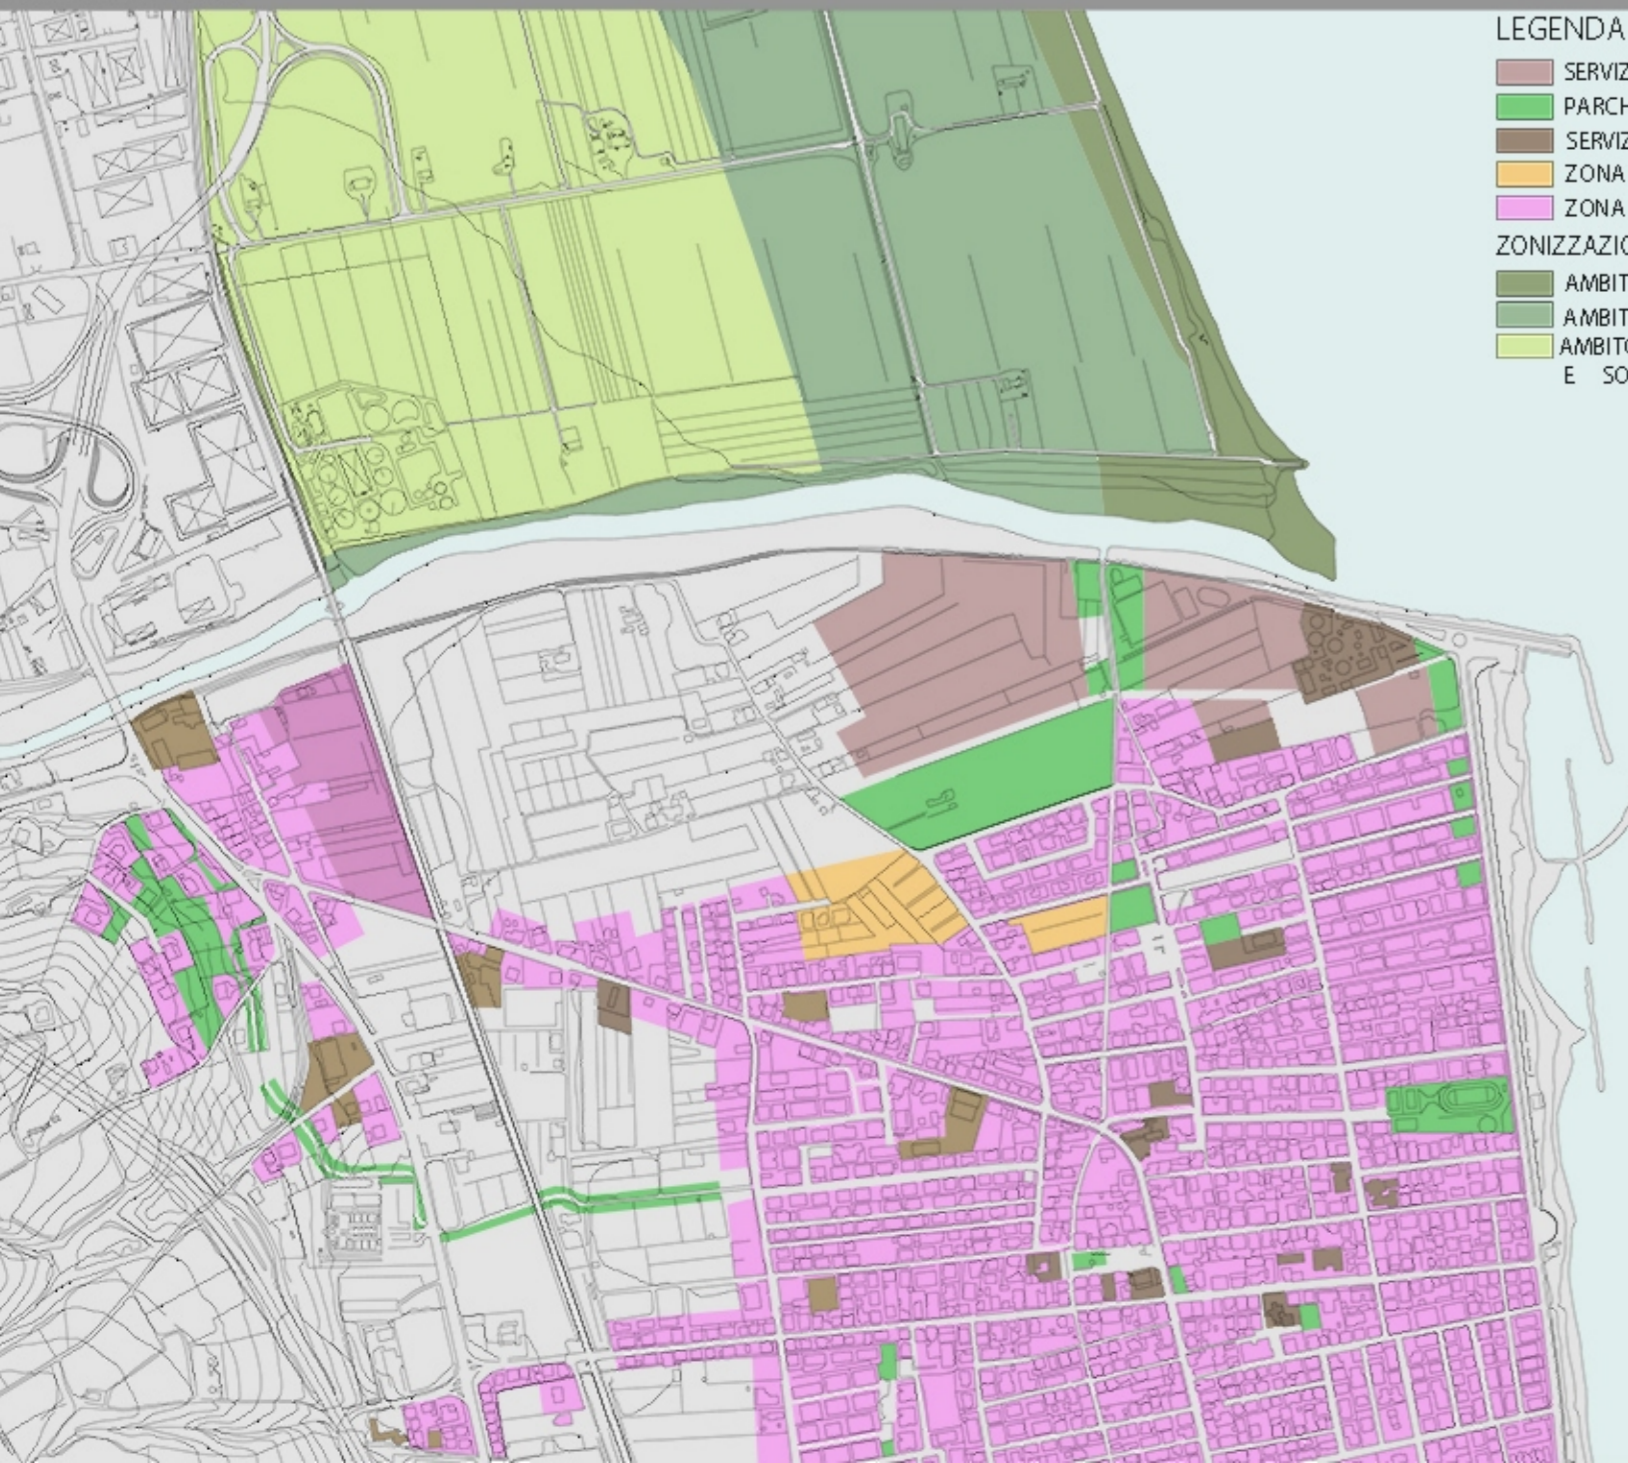 LEGENDA
SERVIZ
PARCH
SERVIZ
ZONA
ZONA
ZONIZZAZIO
AMBIT
AMBIT
AMBITO
E SO